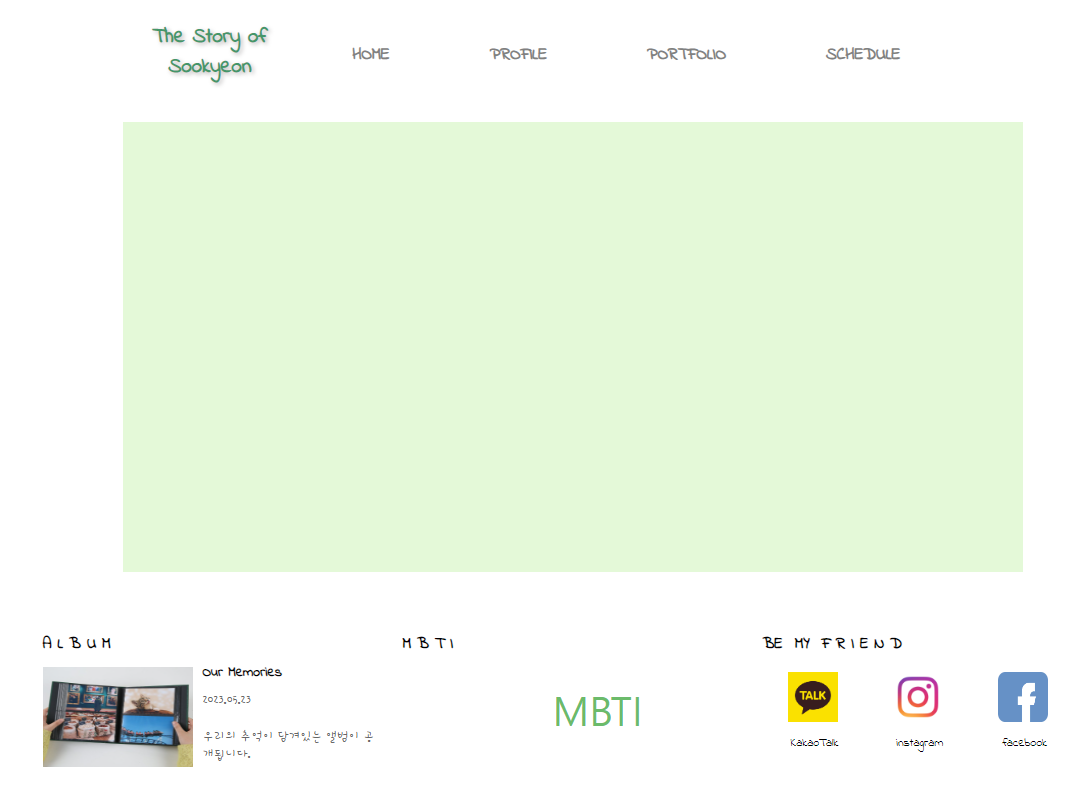 The Story of
Sookyeon
HOME PROFILE PORTFOLIO SCHEDULE
ALBUM
Our Memories
2023.05.23
우리의 추억이 담겨있는 앨범이 공
개됩니다.
MBTI
MBTI
BE MY FRIEND
TALK
KakaoTalk
instagram
facebook